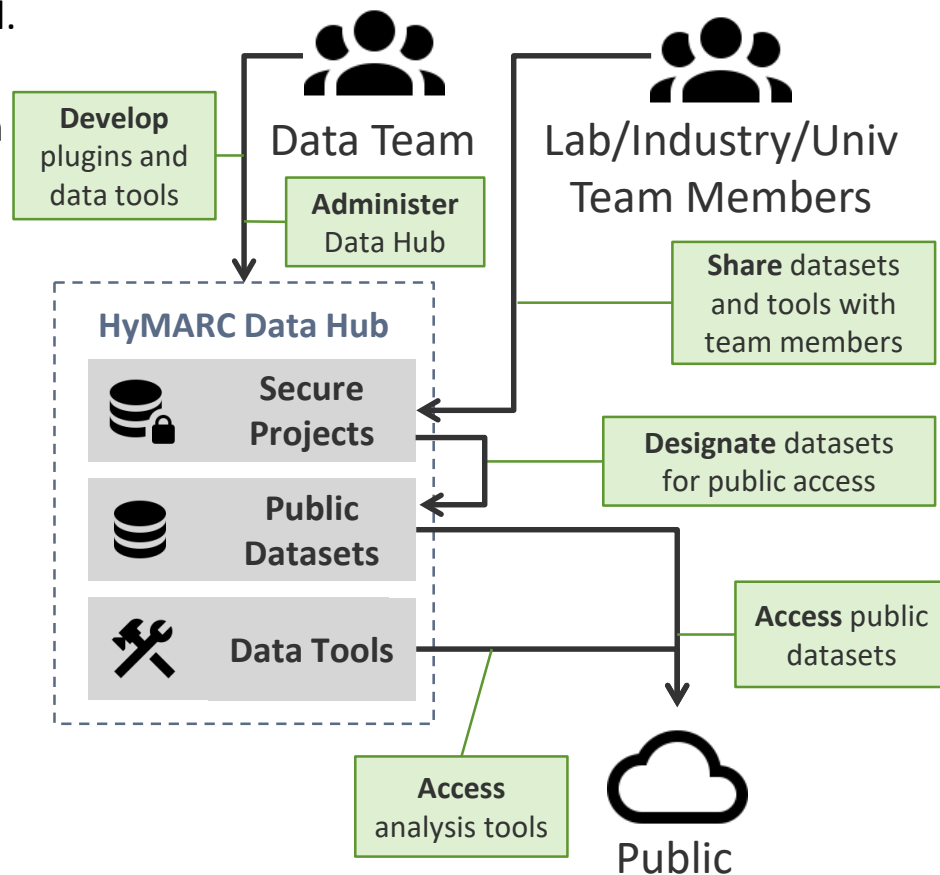 l.
n
Develop
plugins and
data tools
Data Team
Administer
Data Hub
Lab/Industry/Univ
Team Members
Share datasets
and tools with
team members
HyMARC Data Hub
Secure
Projects
Designate datasets
for public access
Public
Datasets
Data Tools
Access public
datasets
Access
analysis tools
Public